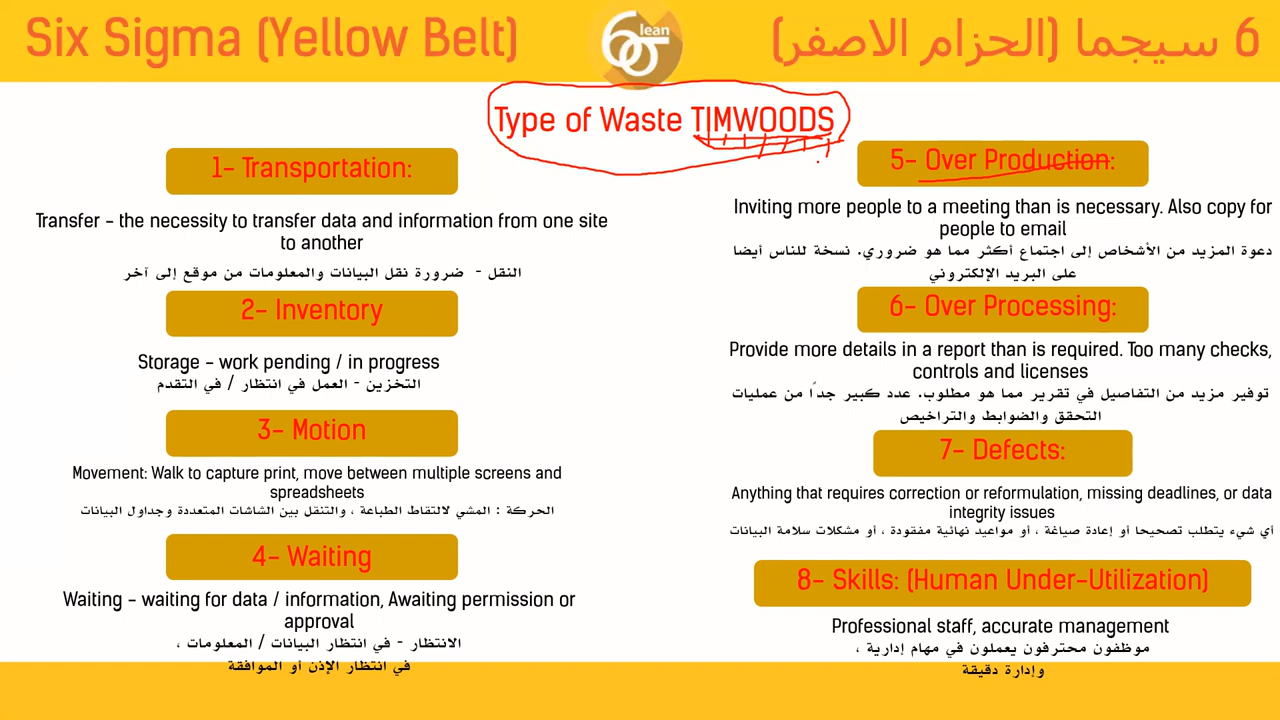 Six Sigma (Yellow Belt)
lean
6σ
6 سيجما (الحزام الاصفر)
Type of Waste TIMWOODS
1- Transportation:
Transfer - the necessity to transfer data and information from one site
to another
النقل - ضرورة نقل البيانات والمعلومات من موقع إلى آخر
2- Inventory
Storage - work pending / in progress
التخزين - العمل في انتظار / في التقدم
3- Motion
Movement: Walk to capture print, move between multiple screens and
spreadsheets
الحركة : المشي لالتقاط الطباعة ، والتنقل بين الشاشات المتعددة وجداول البيانات
4- Waiting
Waiting - waiting for data / information, Awaiting permission or
approval
الانتظار - في انتظار البيانات / المعلومات ،
في انتظار الإذن أو الموافقة
5- Over Production:
Inviting more people to a meeting than is necessary. Also copy for
people to email
دعوة المزيد من الأشخاص إلى اجتماع أكثر مما هو ضروري. نسخة للناس أيضا
على البريد الإلكتروني
6- Over Processing:
Provide more details in a report than is required. Too many checks,
controls and licenses
توفير مزيد من التفاصيل في تقرير مما هو مطلوب. عدد كبير جدًا من عمليات
التحقق والضوابط والتراخيص
7- Defects:
Anything that requires correction or reformulation, missing deadlines, or data
integrity issues
أي شيء يتطلب تصحيحا أو إعادة صياغة ، أو مواعيد نهائية مفقودة ، أو مشكلات سلامة البيانات
8- Skills: (Human Under-Utilization)
Professional staff, accurate management
موظفون محترفون يعملون في مهام إدارية ،
وإدارة دقيقة